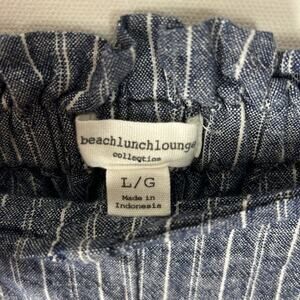 beachlunchlounge
collection
L/G
Made in
Indonesia